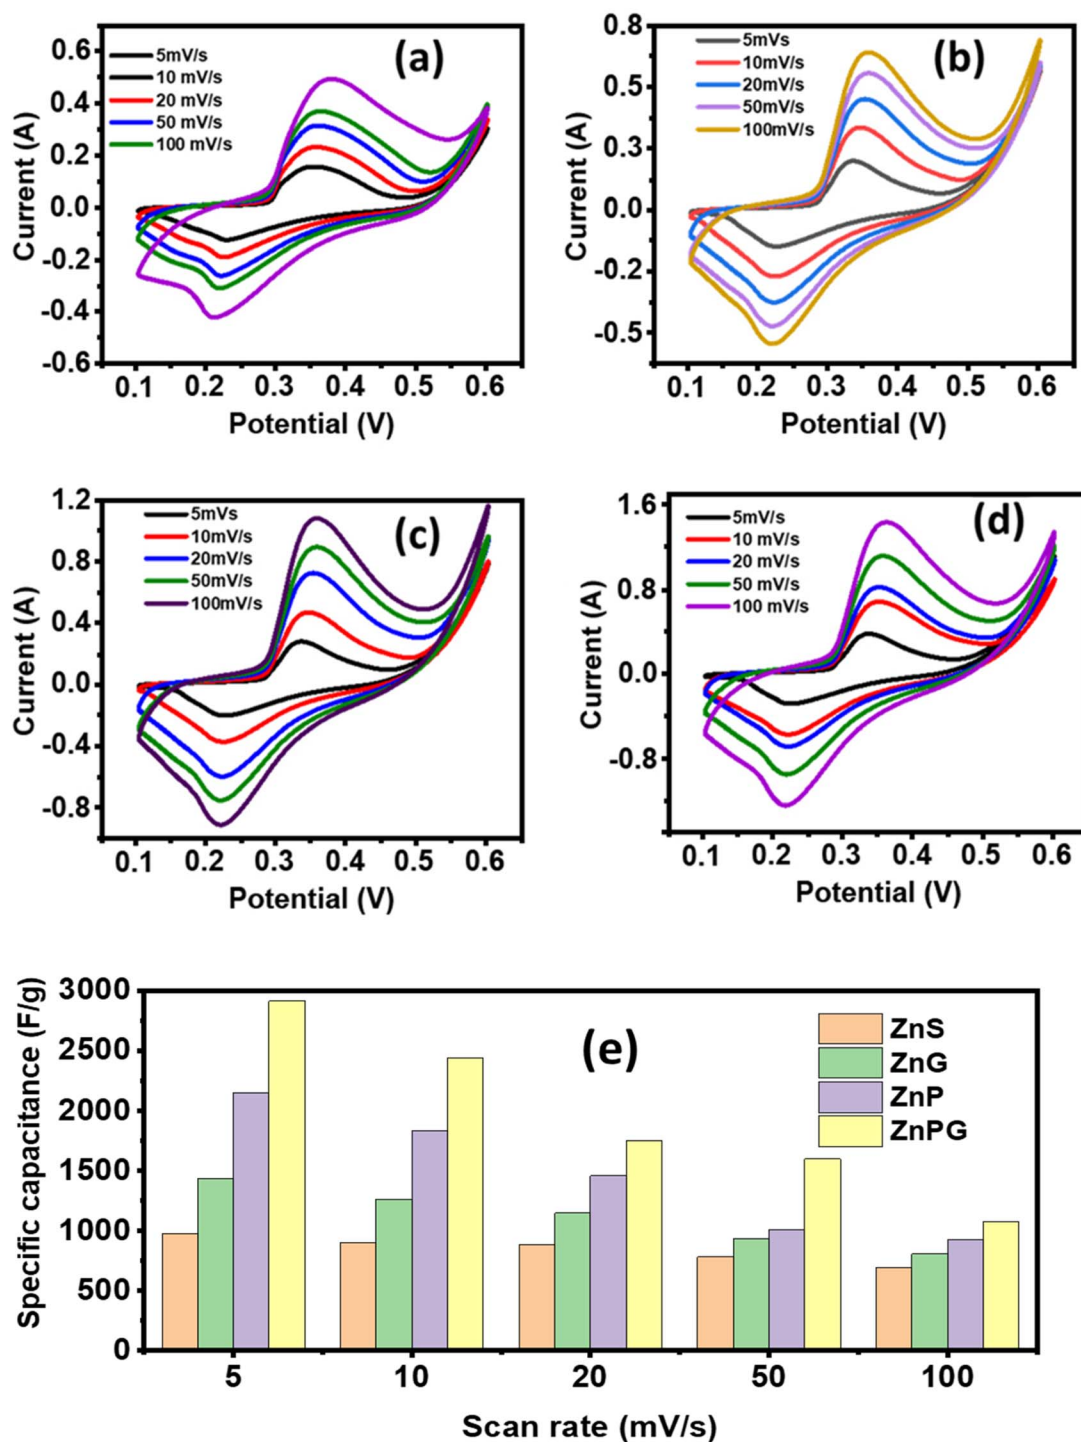 (a)
5mV/s
10 mV/s
20 mV/s
50 mV/s
100 mV/s
Current (A)
0.6
0.4
0.2
0.0
-0.2
-0.4
-0.6
0.1 0.2 0.3 0.4 0.5 0.6
Potential (V)
(b)
5mVs
10mV/s
20mV/s
50mV/s
100mV/s
Current (A)
0.8
0.5
0.3
0.0
-0.2
-0.5
0.1 0.2 0.3 0.4 0.5 0.6
Potential (V)
(c)
5mVs
10mV/s
20mV/s
50mV/s
100mV/s
Current (A)
1.2
0.8
0.4
0.0
-0.4
-0.8
0.1 0.2 0.3 0.4 0.5 0.6
Potential (V)
(d)
5mV/s
10 mV/s
20 mV/s
50 mV/s
100 mV/s
Current (A)
1.6
0.8
0.0
-0.8
0.1 0.2 0.3 0.4 0.5 0.6
Potential (V)
(e)
ZnS
ZnG
ZnP
ZnPG
Specific capacitance (F/g)
3000
2500
2000
1500
1000
500
0
5 10 20 50 100
Scan rate (mV/s)